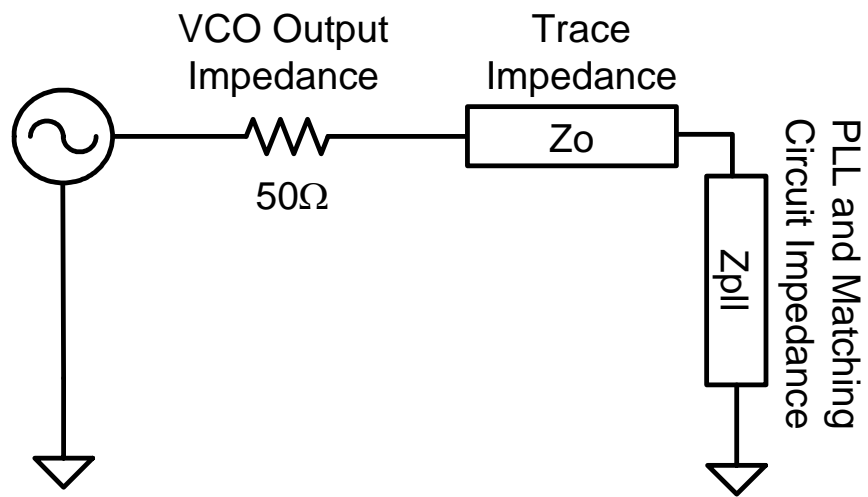 VCO Output
Impedance
50Ω
Trace
Impedance
Zo
Zpll
PLL and Matching
Circuit Impedance